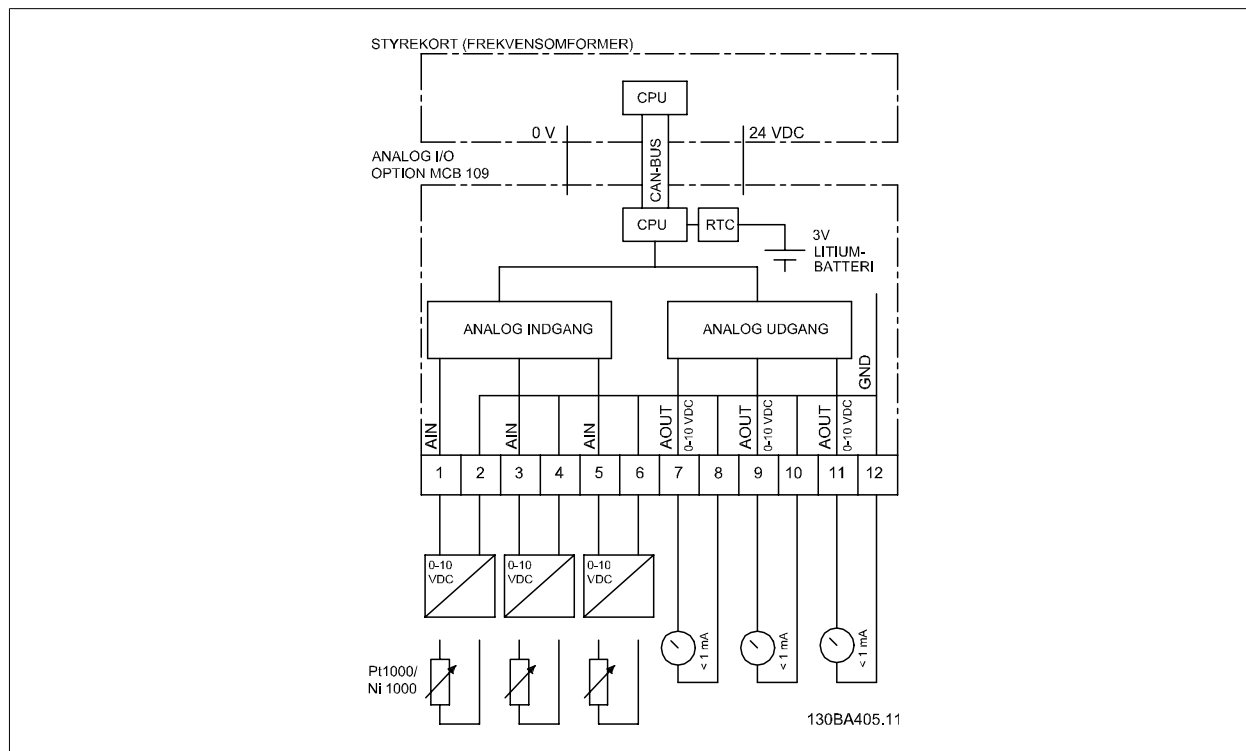 STYREKORT (FREKVENSOMFORMER)
CPU
0 V
24 VDC
CAN-BUS
ANALOG I/O
OPTION MCB 109
CPU
RTC
3V
LITIUM-
BATTERI
ANALOG INDGANG
ANALOG UDGANG
GND
AIN
AIN
AIN
AOUT
0-10 VDC
AOUT
0-10 VDC
AOUT
0-10 VDC
1 2 3 4 5 6 7 8 9 10 11 12
0-10
VDC
0-10
VDC
0-10
VDC
< 1 mA
< 1 mA
< 1 mA
Pt1000/
Ni 1000
130BA405.11